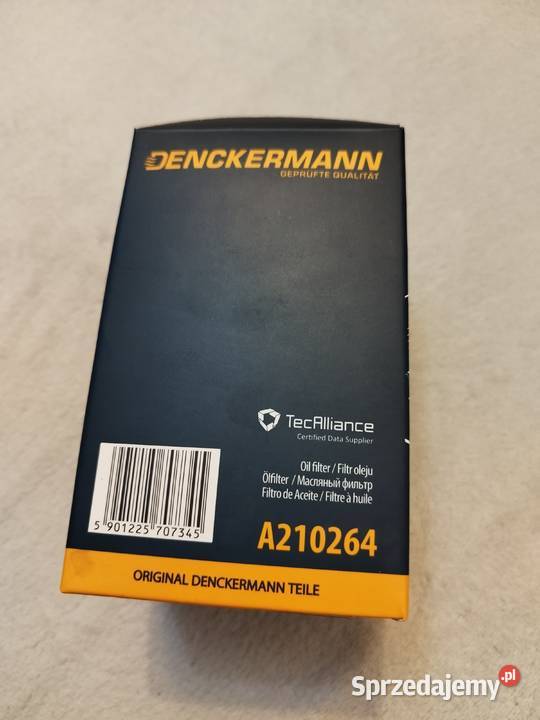 DENCKERMANN
GEPRÜFTE QUALITÄT
TecAlliance
Certified Data Supplier
Oil filter / Filtr oleju
Ölfilter / Масляный фильтр
Filtro de Aceite / Filtre à huile
A210264
5 901225 707345
ORIGINAL DENCKERMANN TEILE
Sprzedajemy.pl